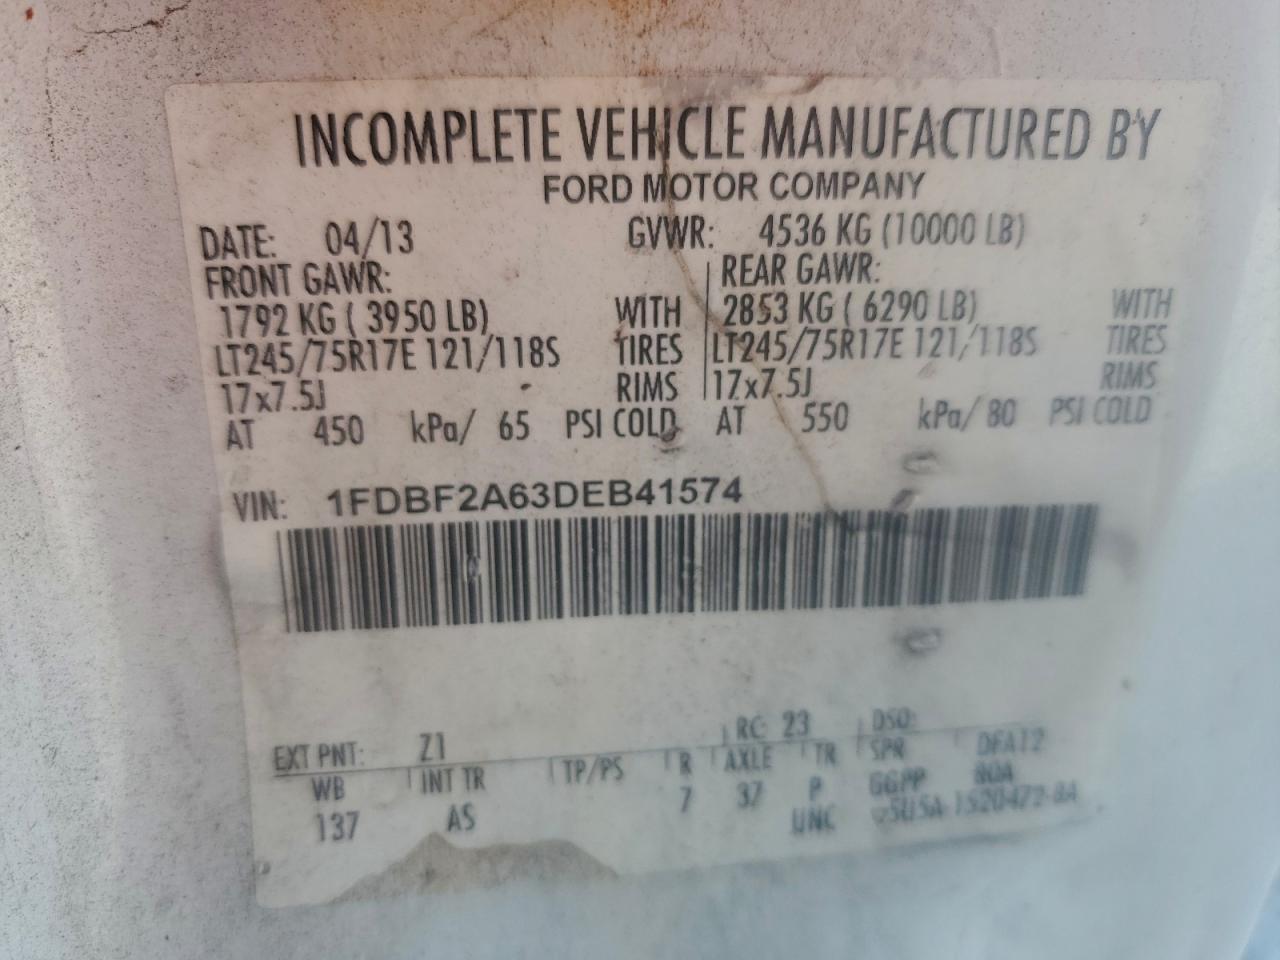 INCOMPLETE VEHICLE MANUFACTURED BY
FORD MOTOR COMPANY
DATE: 04/13 GVWR: 4536 KG (10000 LB)
FRONT GAWR: REAR GAWR:
1792 KG ( 3950 LB) WITH 2853 KG ( 6290 LB) WITH
LT245/75R17E 121/118S TIRES LT245/75R17E 121/118S TIRES
17x7.5J RIMS 17x7.5J RIMS
AT 450 kPa/ 65 PSI COLD AT 550 kPa/ 80 PSI COLD
VIN: 1FDBF2A63DEB41574
EXT PNT: Z1 RC: 23 DSO:
WB INT TR TP/PS R AXLE TR SPR
137 AS 7 37 P GGPP
UNC